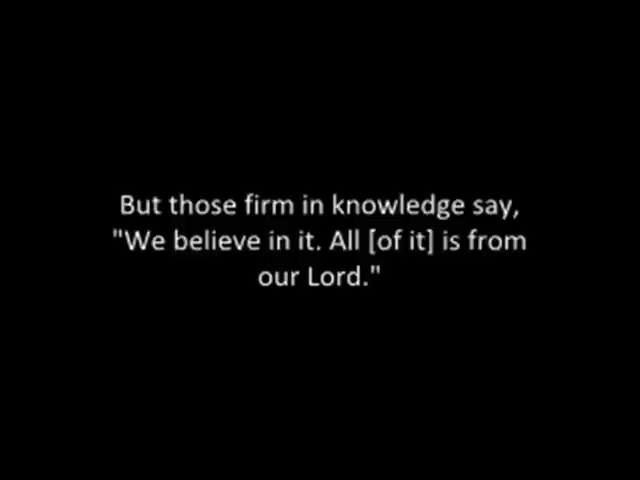 But those firm in knowledge say,
"We believe in it. All [of it] is from
our Lord."